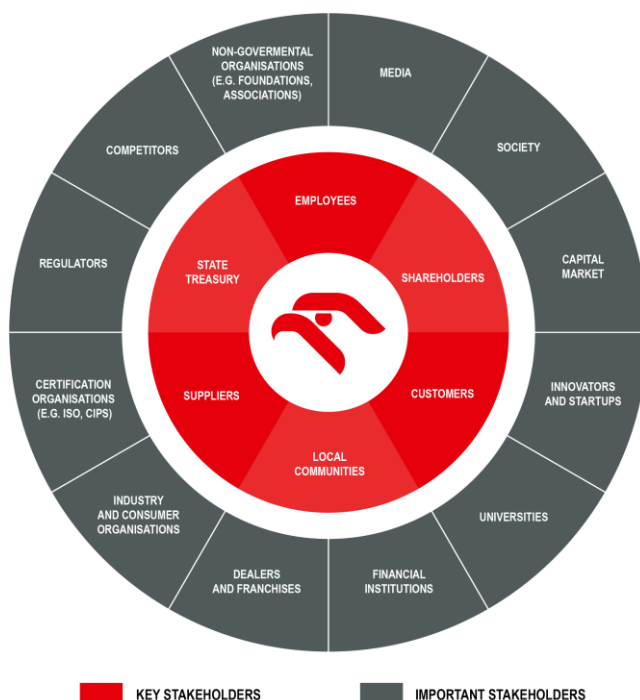 NON-GOVERMENTAL
ORGANISATIONS
(E.G. FOUNDATIONS,
ASSOCIATIONS)
MEDIA
SOCIETY
CAPITAL
MARKET
INNOVATORS
AND STARTUPS
UNIVERSITIES
FINANCIAL
INSTITUTIONS
DEALERS
AND FRANCHISES
INDUSTRY
AND CONSUMER
ORGANISATIONS
CERTIFICATION
ORGANISATIONS
(E.G. ISO, CIPS)
REGULATORS
COMPETITORS
EMPLOYEES
SHAREHOLDERS
CUSTOMERS
LOCAL
COMMUNITIES
SUPPLIERS
STATE
TREASURY
KEY STAKEHOLDERS
IMPORTANT STAKEHOLDERS